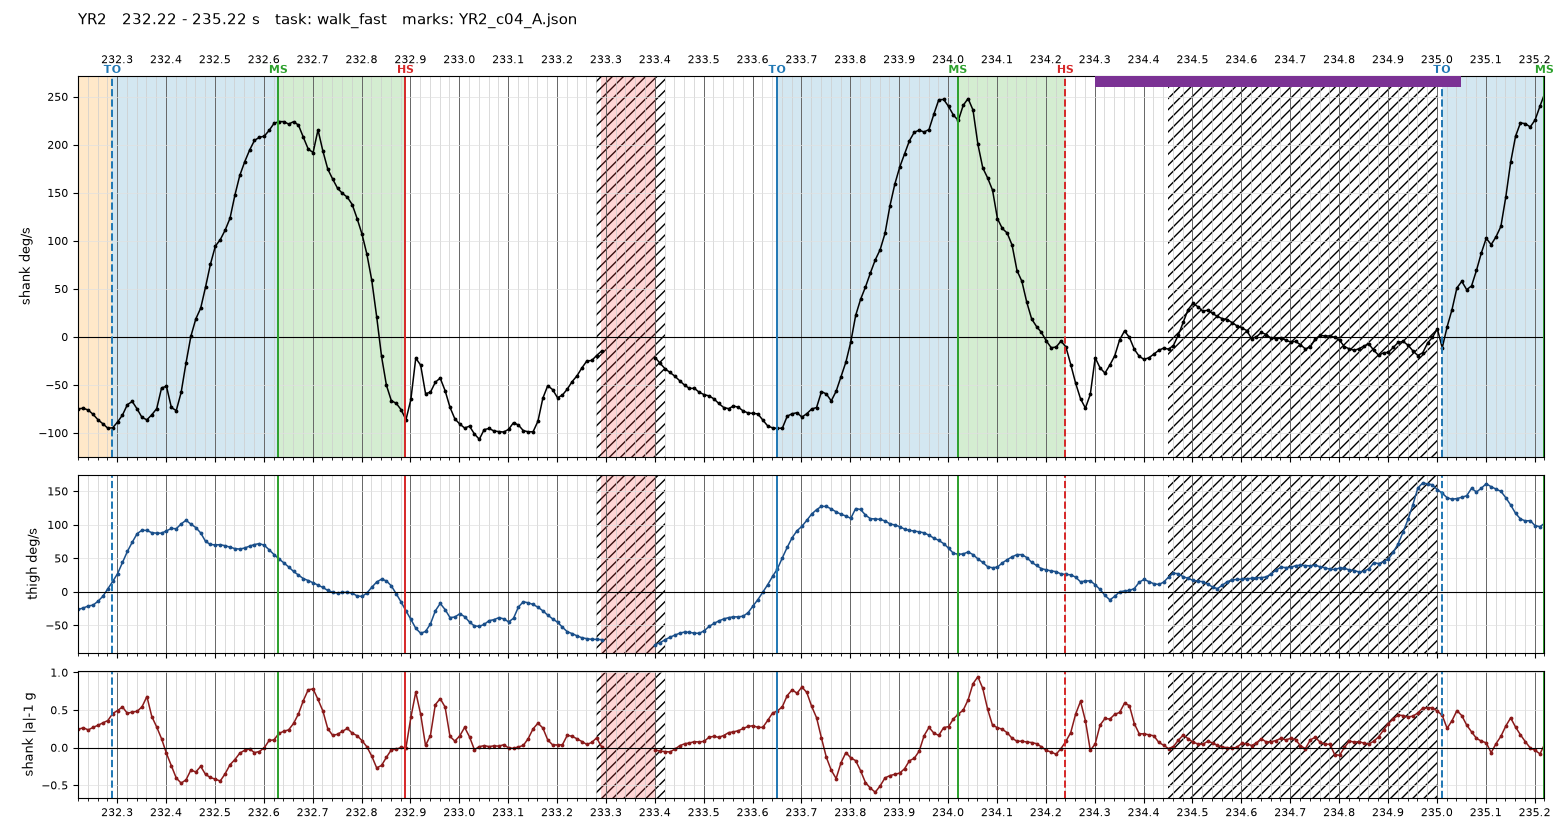 YR2   232.22 - 235.22 s   task: walk_fast   marks: YR2_c04_A.json
232.3 232.4 232.5 232.6 232.7 232.8 232.9 233.0 233.1 233.2 233.3 233.4 233.5 233.6 233.7 233.8 233.9 234.0 234.1 234.2 234.3 234.4 234.5 234.6 234.7 234.8 234.9 235.0 235.1 235.2
TO MS HS TO MS HS TO MS
250
200
150
100
50
0
−50
−100
shank deg/s
150
100
50
0
−50
thigh deg/s
1.0
0.5
0.0
−0.5
shank |a|-1 g
232.3 232.4 232.5 232.6 232.7 232.8 232.9 233.0 233.1 233.2 233.3 233.4 233.5 233.6 233.7 233.8 233.9 234.0 234.1 234.2 234.3 234.4 234.5 234.6 234.7 234.8 234.9 235.0 235.1 235.2